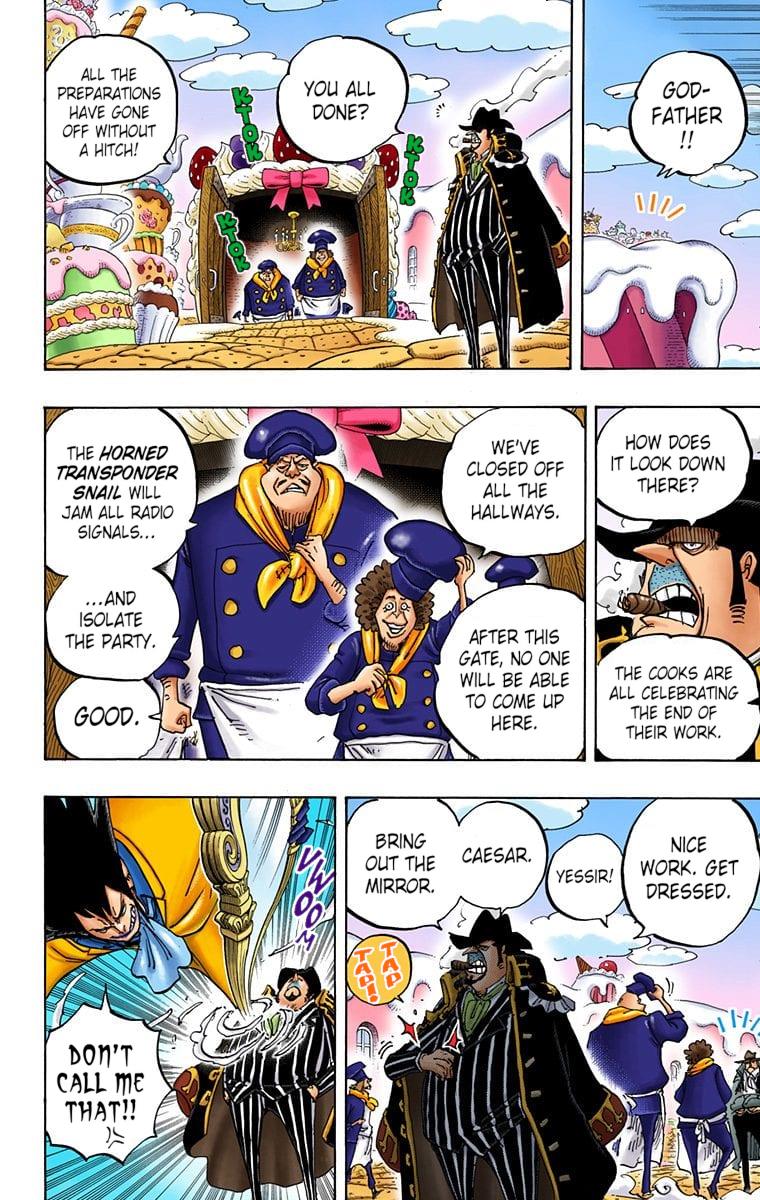 GOD-
FATHER
!!
YOU ALL
DONE?
KTOK
KTOK
KTOK
ALL THE
PREPARATIONS
HAVE GONE
OFF WITHOUT
A HITCH!
HOW DOES
IT LOOK DOWN
THERE?
THE COOKS ARE
ALL CELEBRATING
THE END OF
THEIR WORK.
WE'VE
CLOSED OFF
ALL THE
HALLWAYS.
AFTER THIS
GATE, NO ONE
WILL BE ABLE
TO COME UP
HERE.
THE HORNED
TRANSPONDER
SNAIL WILL
JAM ALL RADIO
SIGNALS...
...AND
ISOLATE
THE PARTY.
GOOD.
NICE
WORK. GET
DRESSED.
YESSIR!
CAESAR.
BRING
OUT THE
MIRROR.
TAP
TAP!
VWOOM
DON'T
CALL ME
THAT!!